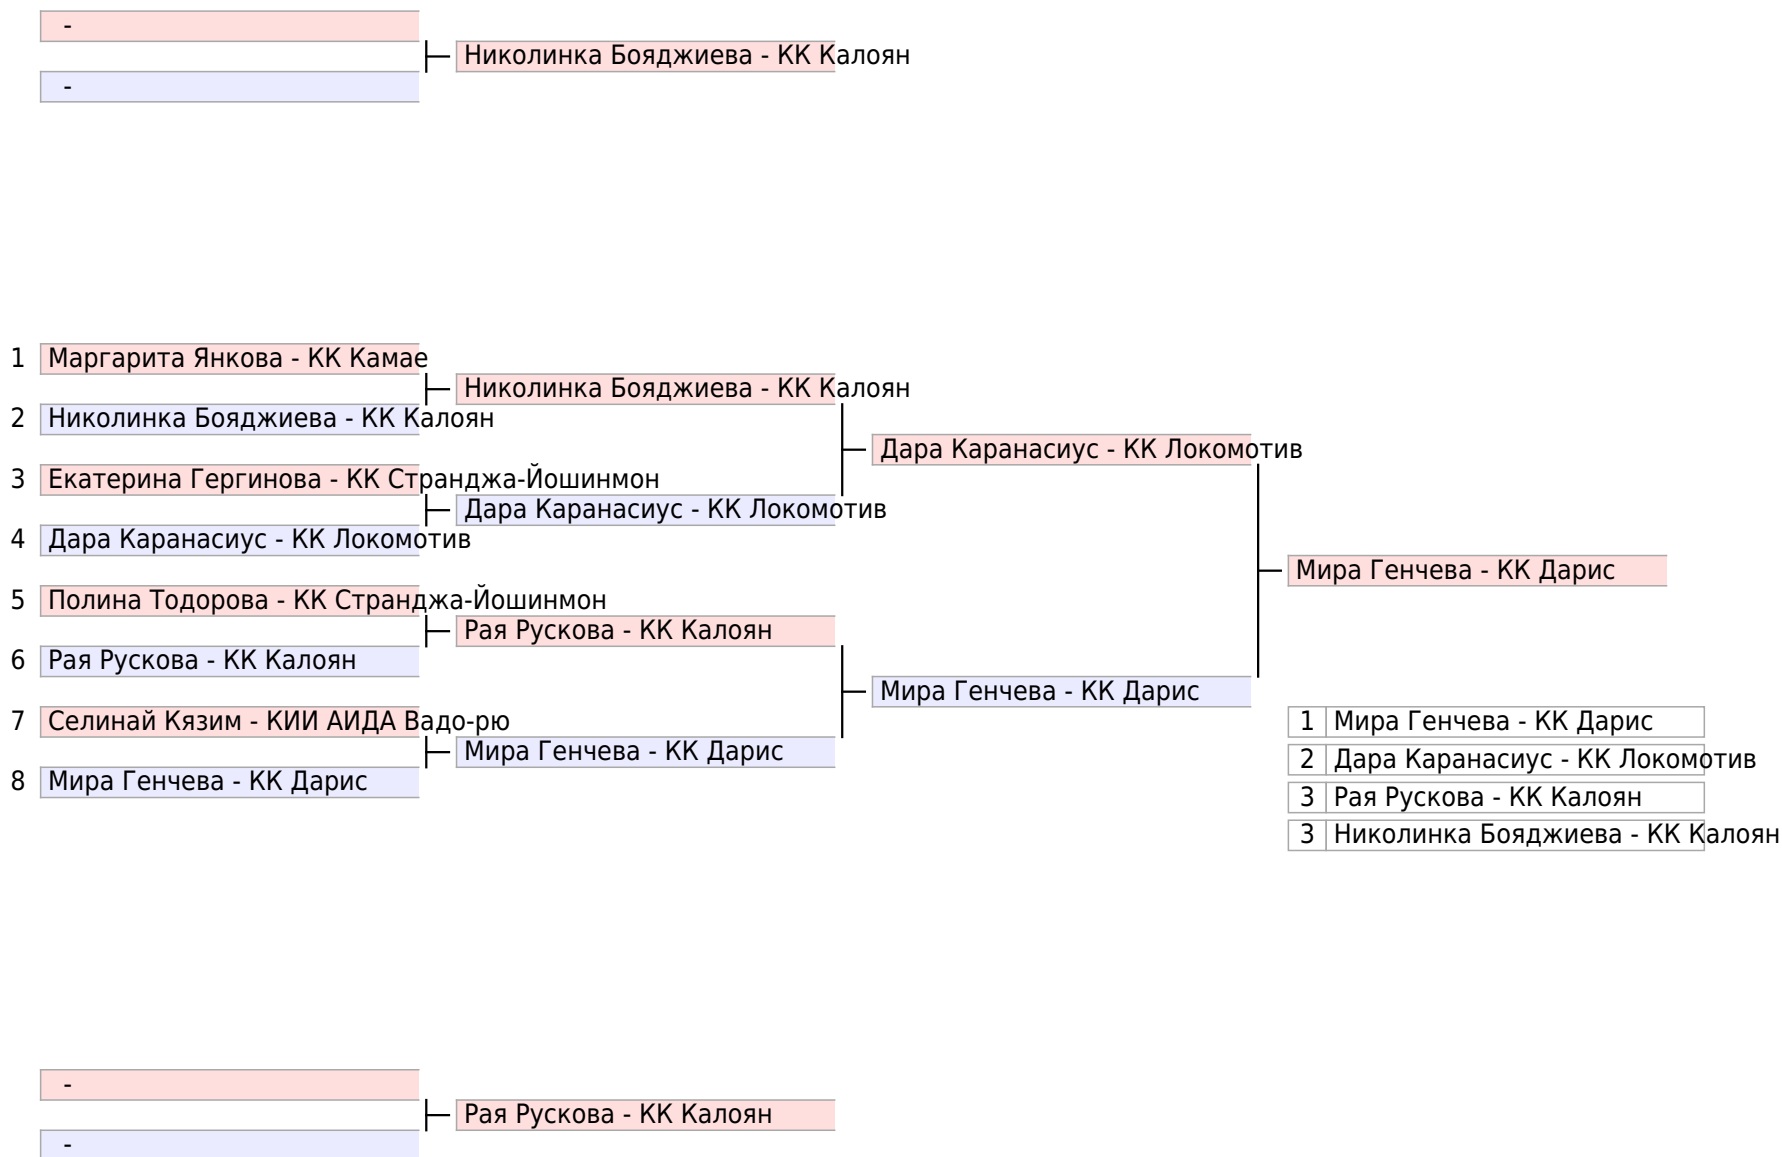 -
Николинка Бояджиева - КК Калоян
-
1 Маргарита Янкова - КК Камае
Николинка Бояджиева - КК Калоян
2 Николинка Бояджиева - КК Калоян
Дара Каранасиус - КК Локомотив
3 Екатерина Гергинова - КК Странджа-Йошинмон
Дара Каранасиус - КК Локомотив
4 Дара Каранасиус - КК Локомотив
Мира Генчева - КК Дарис
5 Полина Тодорова - КК Странджа-Йошинмон
Рая Рускова - КК Калоян
6 Рая Рускова - КК Калоян
Мира Генчева - КК Дарис
7 Селинай Кязим - КИИ АИДА Вадо-рю
Мира Генчева - КК Дарис
8 Мира Генчева - КК Дарис
1 Мира Генчева - КК Дарис
2 Дара Каранасиус - КК Локомотив
3 Рая Рускова - КК Калоян
3 Николинка Бояджиева - КК Калоян
-
Рая Рускова - КК Калоян
-